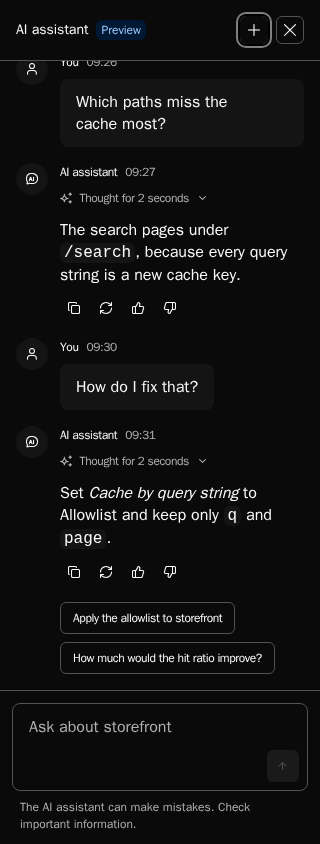 AI assistant Preview
You 09:26
Which paths miss the
cache most?
AI assistant 09:27
Thought for 2 seconds
The search pages under
/search, because every query
string is a new cache key.
You 09:30
How do I fix that?
AI assistant 09:31
Thought for 2 seconds
Set Cache by query string to
Allowlist and keep only q and
page.
Apply the allowlist to storefront
How much would the hit ratio improve?
Ask about storefront
The AI assistant can make mistakes. Check
important information.